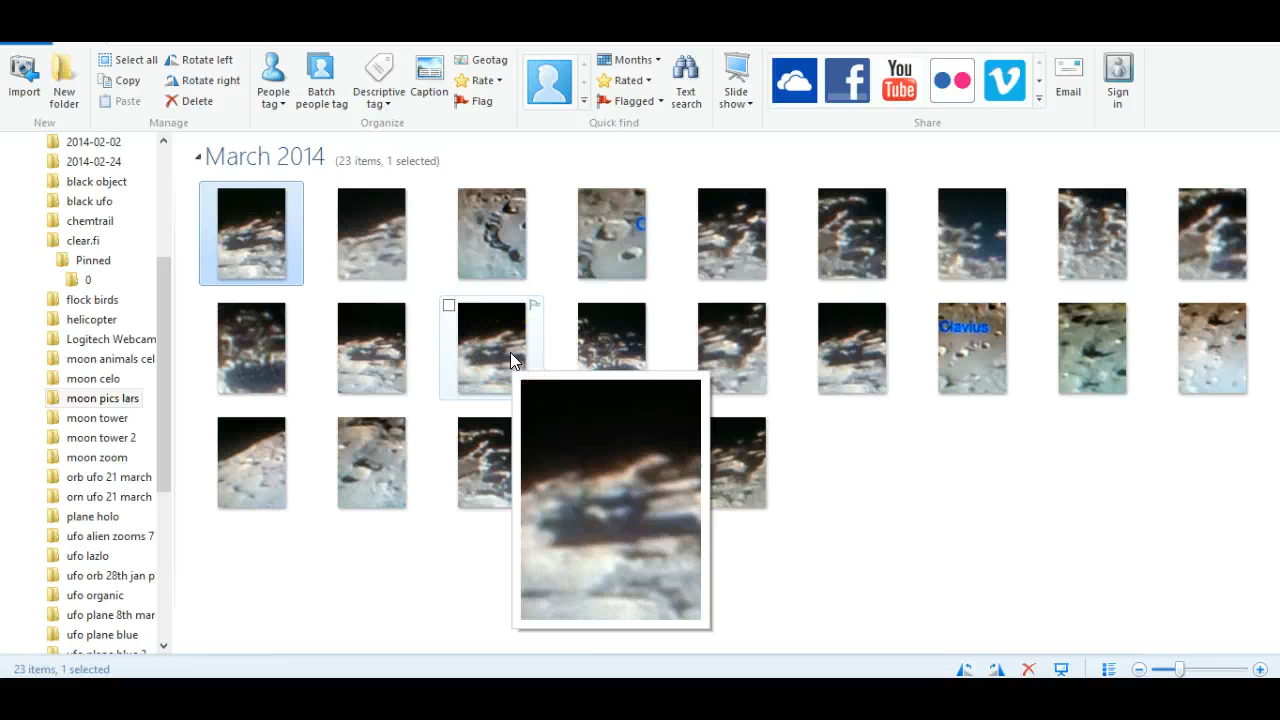 Import
New folder
New
Select all
Copy
Paste
Rotate left
Rotate right
Delete
Manage
People tag
Batch people tag
Descriptive tag
Caption
Geotag
Rate
Flag
Organize
Months
Rated
Flagged
Text search
Quick find
Slide show
You Tube
Share
Email
Sign in
2014-02-02
2014-02-24
black object
black ufo
chemtrail
clear.fi
Pinned
0
flock birds
helicopter
Logitech Webcam
moon animals cel
moon celo
moon pics lars
moon tower
moon tower 2
moon zoom
orb ufo 21 march
orn ufo 21 march
plane holo
ufo alien zooms 7
ufo lazlo
ufo orb 28th jan p
ufo organic
ufo plane 8th mar
ufo plane blue
March 2014 (23 items, 1 selected)
C
Clavius
23 items, 1 selected